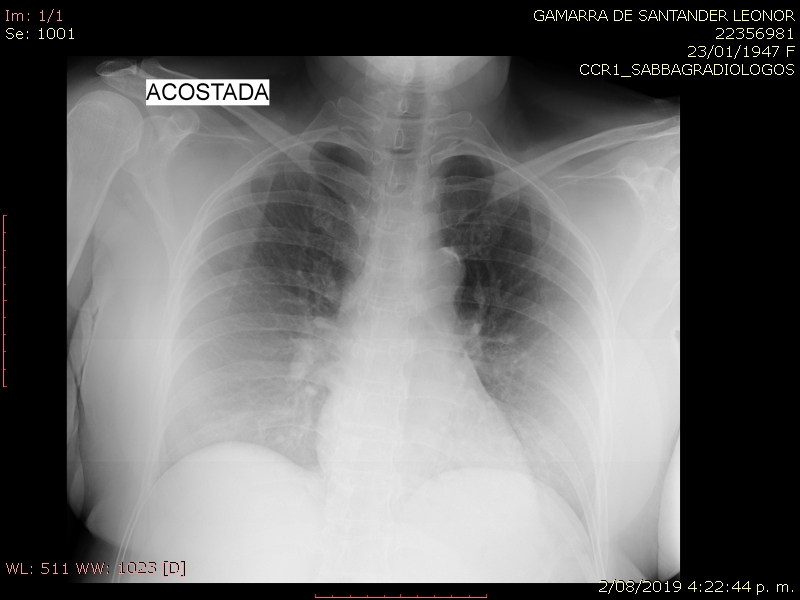 Im: 1/1
Se: 1001
GAMARRA DE SANTANDER LEONOR
22356981
23/01/1947 F
CCR1_SABBAGRADIOLOGOS
ACOSTADA
WL: 511 WW: 1023 [D]
2/08/2019 4:22:44 p. m.